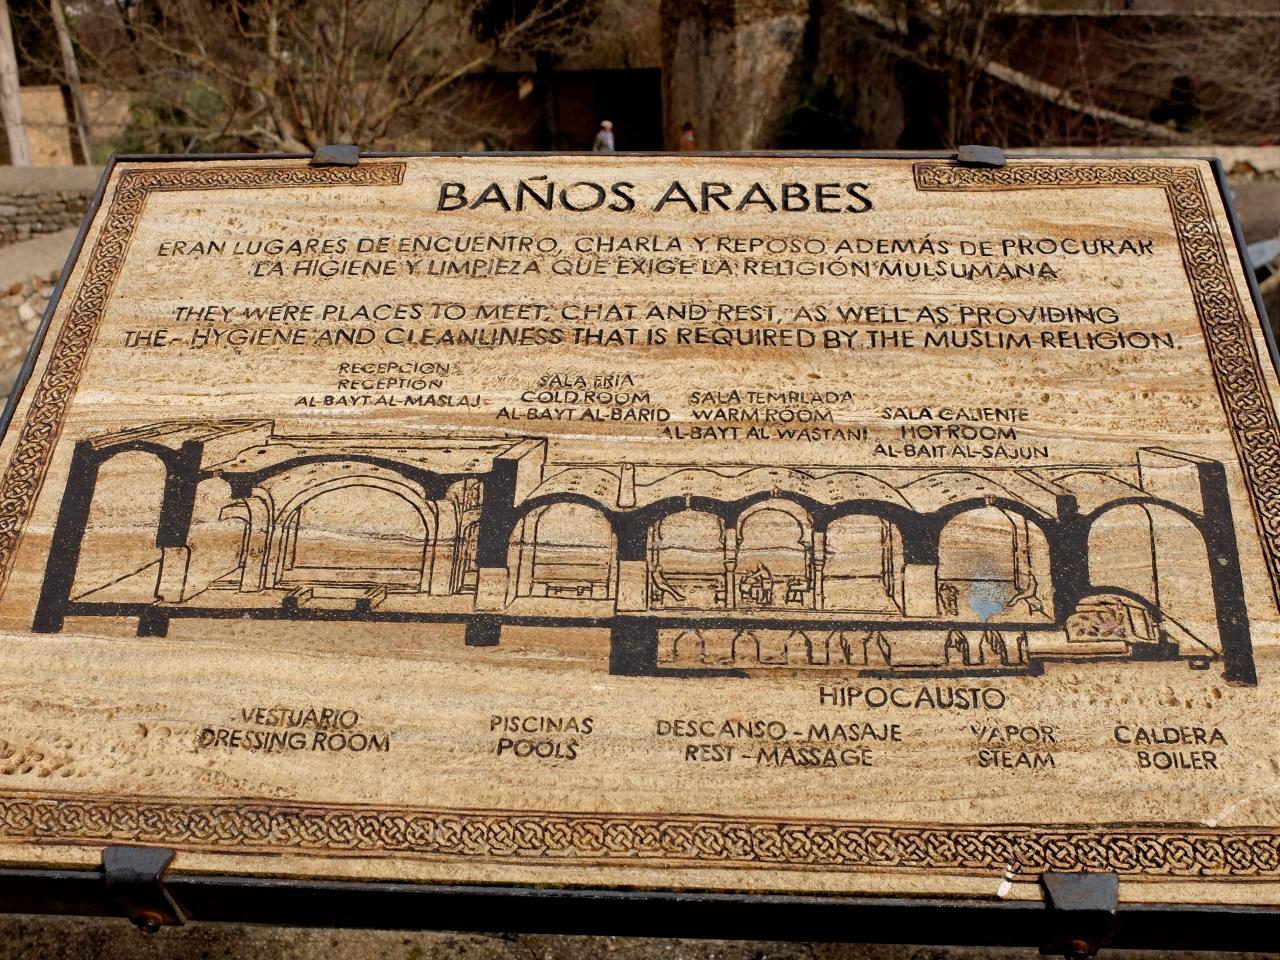 BAÑOS ARABES
ERAN LUGARES DE ENCUENTRO, CHARLA Y REPOSO, ADEMÁS DE PROCURAR
LA HIGIENE Y LIMPIEZA QUE EXIGE LA RELIGIÓN MULSUMANA
THEY WERE PLACES TO MEET, CHAT AND REST, AS WELL AS PROVIDING
THE HYGIENE AND CLEANLINESS THAT IS REQUIRED BY THE MUSLIM RELIGION.
RECEPCION
RECEPTION
AL-BAYT AL-MASLAJ
SALA FRIA
COLD ROOM
AL-BAYT AL-BARID
SALA TEMPLADA
WARM ROOM
AL-BAYT AL WASTANI
SALA CALIENTE
HOT ROOM
AL-BAIT AL-SAJUN
HIPOCAUSTO
VESTUARIO
DRESSING ROOM
PISCINAS
POOLS
DESCANSO - MASAJE
REST - MASSAGE
VAPOR
STEAM
CALDERA
BOILER